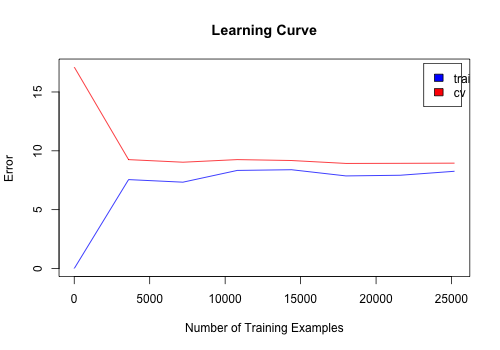 Learning Curve
trai
cv
Error
15
10
5
0
0 5000 10000 15000 20000 25000
Number of Training Examples